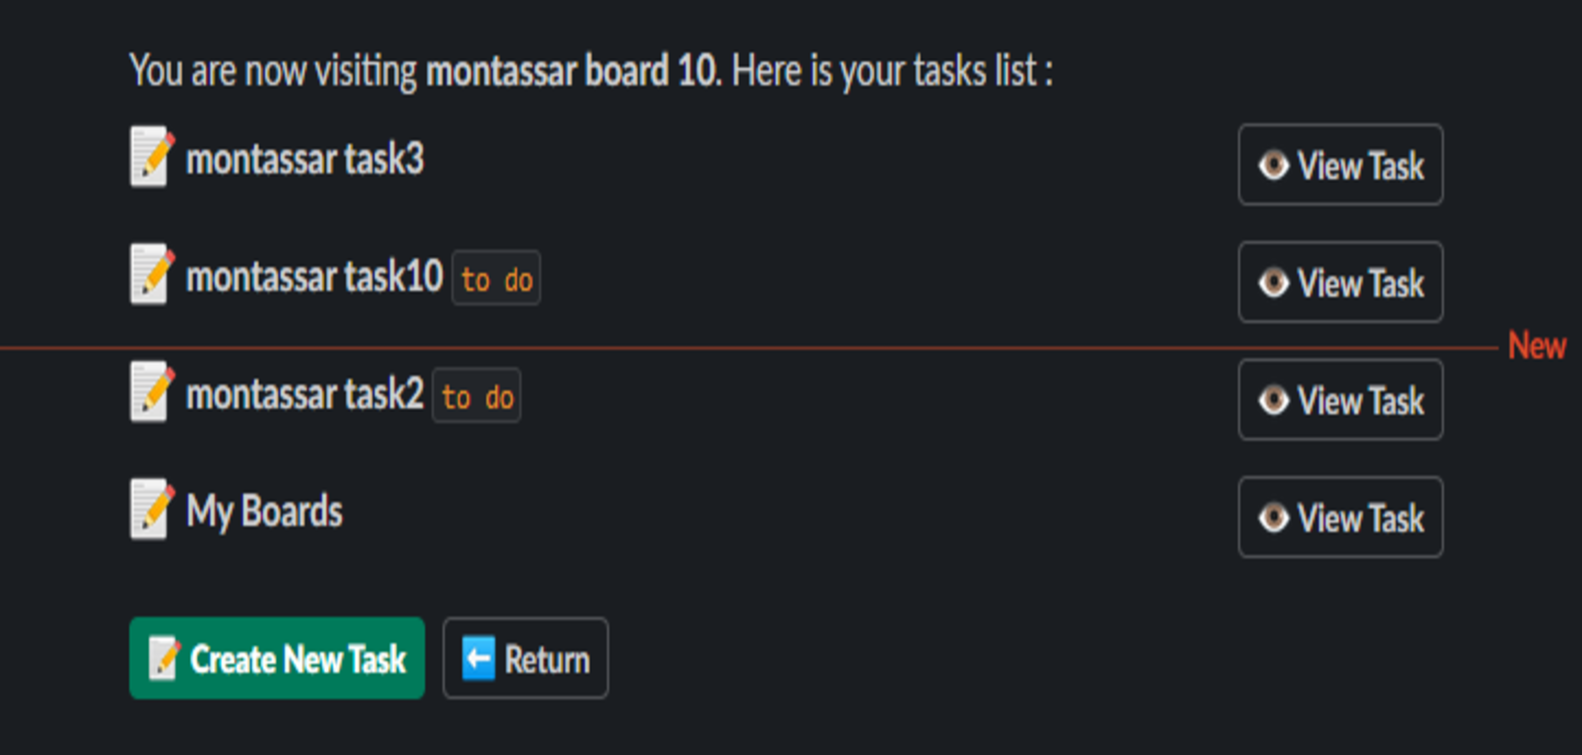 You are now visiting montassar board 10. Here is your tasks list :
montassar task3
View Task
montassar task10 to do
View Task
New
montassar task2 to do
View Task
My Boards
View Task
Create New Task
Return